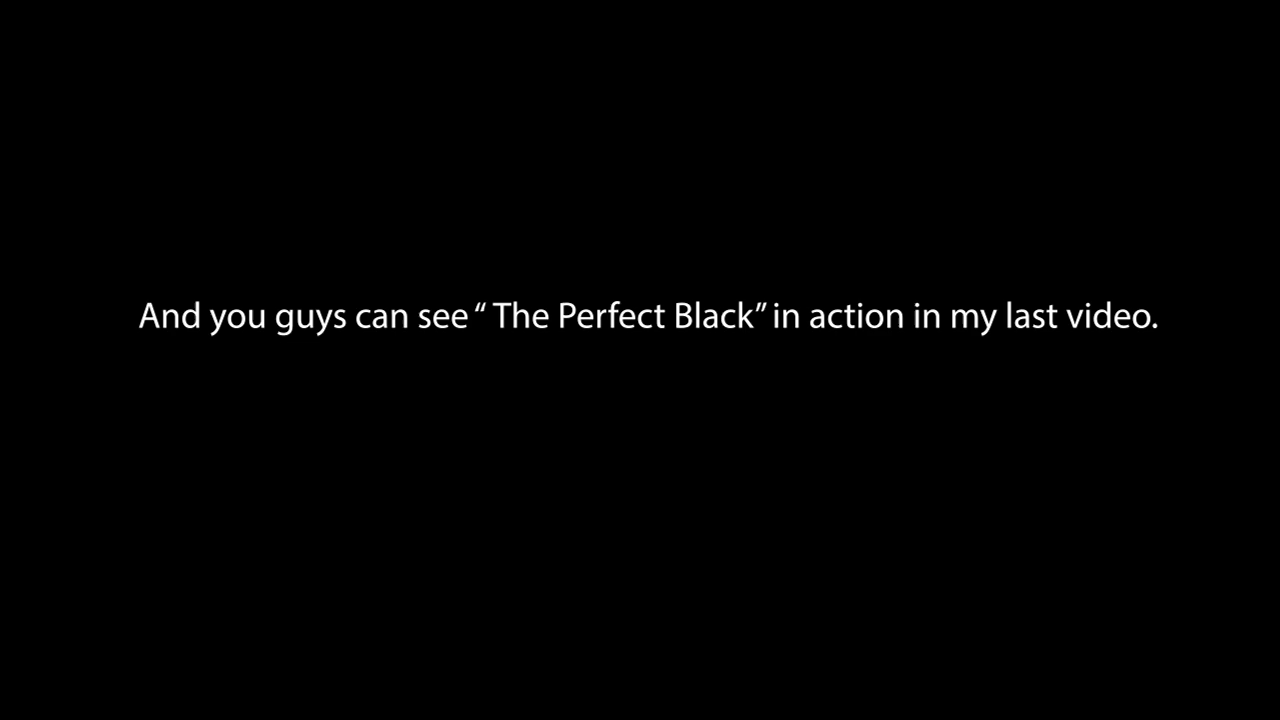 And you guys can see “ The Perfect Black” in action in my last video.